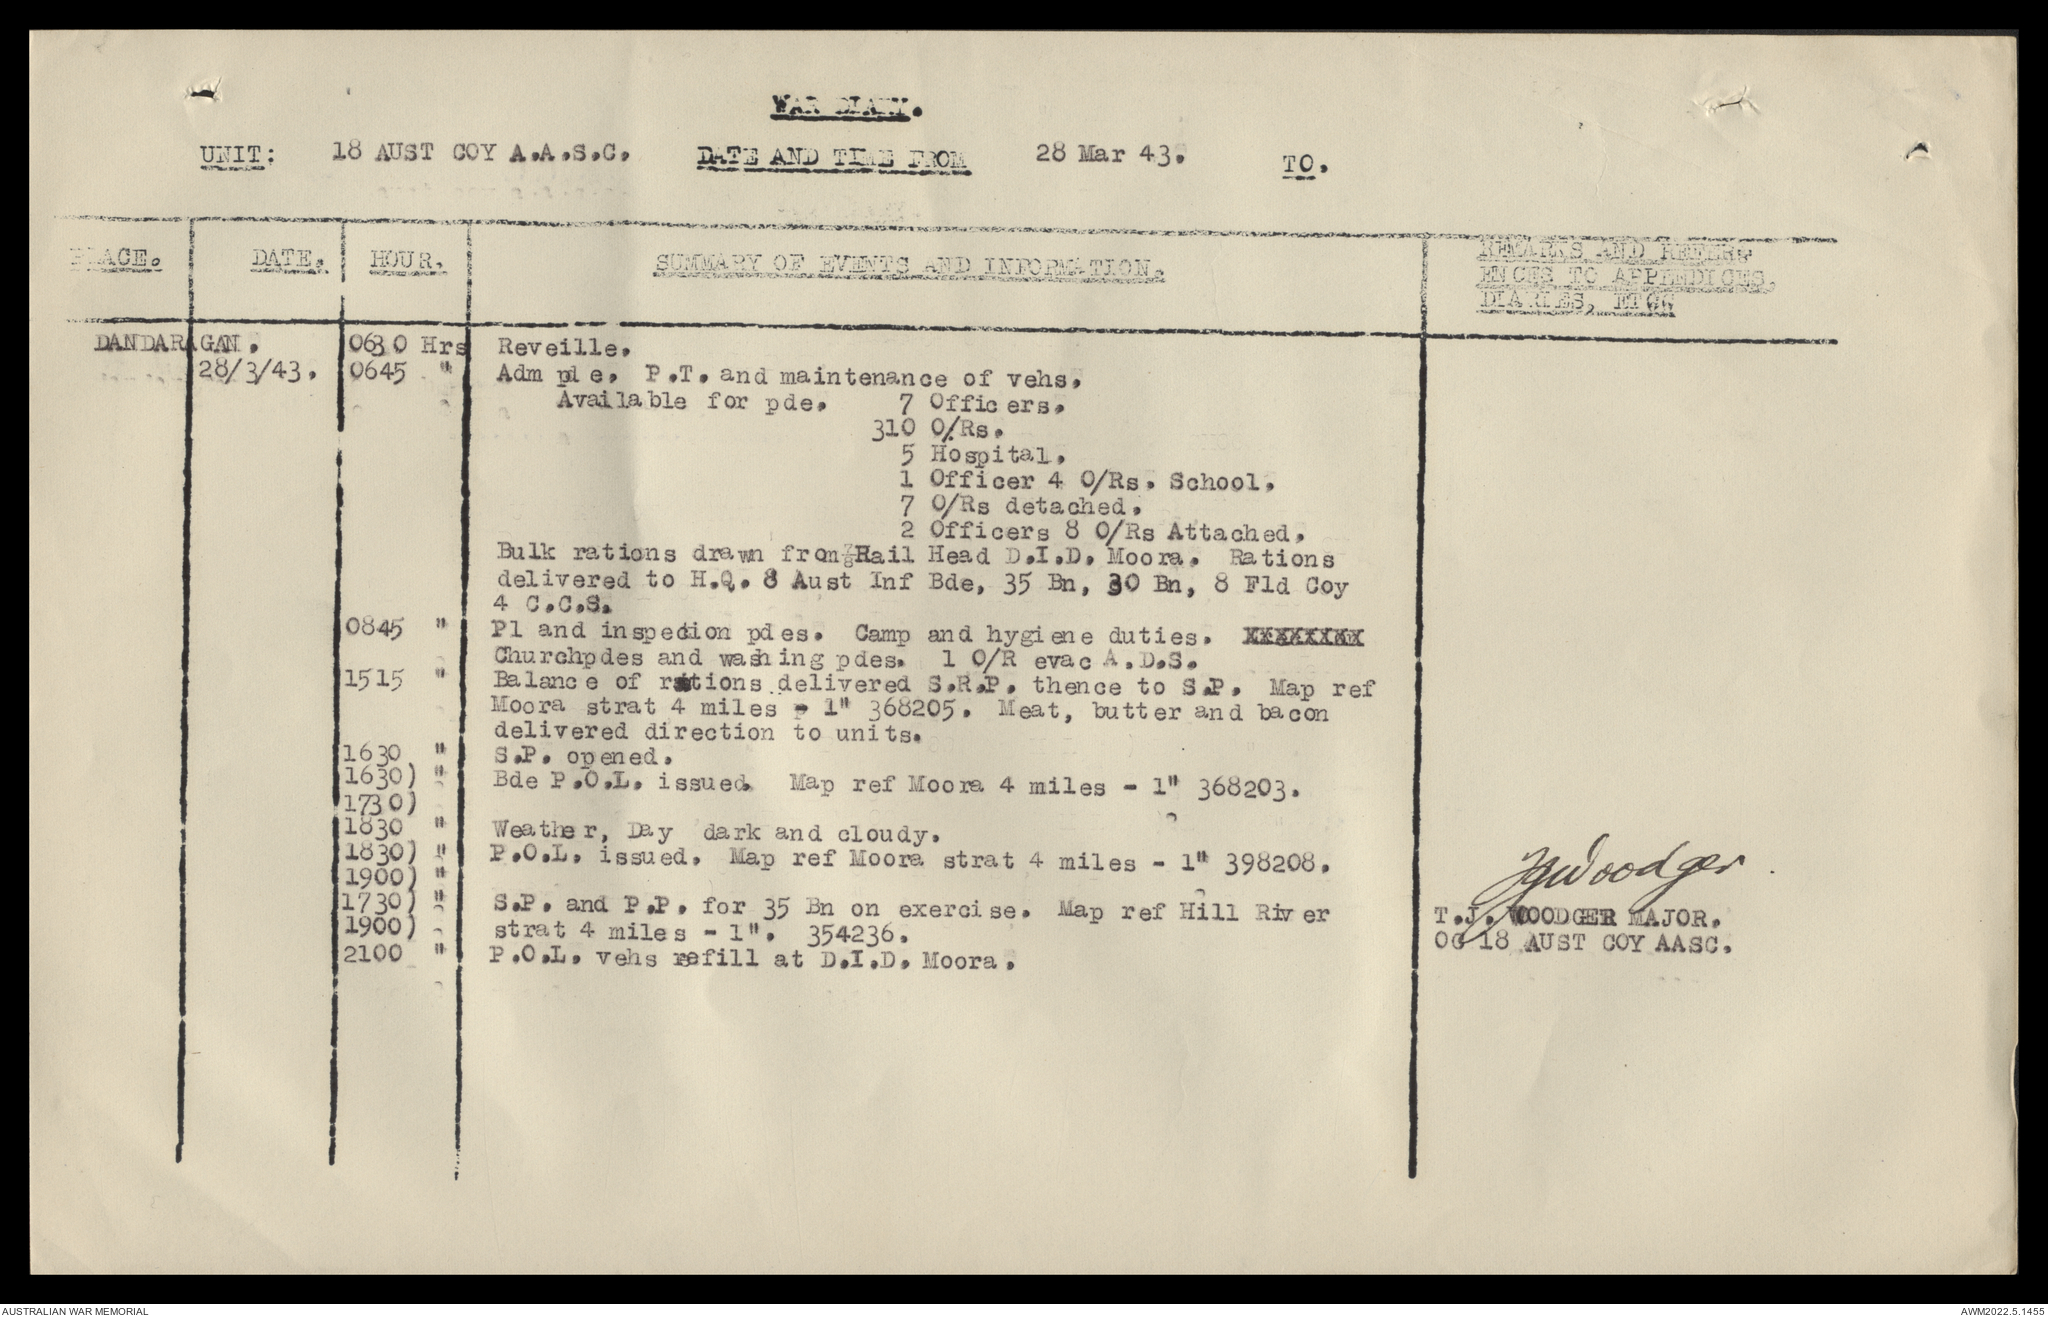 WAR DIARY.
UNIT: 18 AUST COY A.A.S.C. DATE AND TIME FROM 28 Mar 43. TO.
PLACE. DATE. HOUR. SUMMARY OF EVENTS AND INFORMATION. REMARKS AND REFER-
ENCES TO APPENDICES,
DIARIES, ETCC
DANDARAGAN. 0630 Hrs Reveille.
28/3/43. 0645 " Adm pde. P.T. and maintenance of vehs.
Available for pde. 7 Officers.
310 O/Rs.
5 Hospital.
1 Officer 4 O/Rs. School.
7 O/Rs detached.
2 Officers 8 O/Rs Attached.
Bulk rations drawn from Rail Head D.I.D. Moora. Rations
delivered to H.Q. 8 Aust Inf Bde, 35 Bn, 30 Bn, 8 Fld Coy
4 C.C.S.
0845 " Pl and inspection pdes. Camp and hygiene duties. XXXXXXXX
Churchpdes and washing pdes. 1 O/R evac A.D.S.
1515 " Balance of rations delivered S.R.P. thence to S.P. Map ref
Moora strat 4 miles - 1" 368205. Meat, butter and bacon
delivered direction to units.
1630 " S.P. opened.
1630) " Bde P.O.L. issued. Map ref Moora 4 miles - 1" 368203.
1730)
1830 " Weather, Day dark and cloudy.
1830) " P.O.L. issued. Map ref Moora strat 4 miles - 1" 398208.
1900) "
1730) " S.P. and P.P. for 35 Bn on exercise. Map ref Hill River
1900) strat 4 miles - 1". 354236.
2100 " P.O.L. vehs refill at D.I.D. Moora.
TJWoodger
T.J. WOODGER MAJOR.
OC 18 AUST COY AASC.
AUSTRALIAN WAR MEMORIAL
AWM2022.5.1455